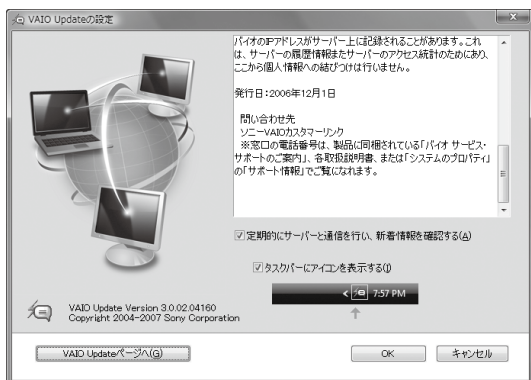 VAIO Updateの設定
バイオのIPアドレスがサーバー上に記録されることがあります。これ
は、サーバーの履歴情報またサーバーのアクセス統計のためにあり、
ここから個人情報への結びつけは行いません。
発行日：2006年12月1日
問い合わせ先
ソニーVAIOカスタマーリンク
※窓口の電話番号は、製品に同梱されている「バイオ サービス・
サポートのご案内」、各取扱説明書、または「システムのプロパティ」
の「サポート情報」でご覧になれます。
定期的にサーバーと通信を行い、新着情報を確認する(A)
タスクバーにアイコンを表示する(I)
7:57 PM
VAIO Update Version 3.0.02.04160
Copyright 2004-2007 Sony Corporation
VAIO Updateページへ(G)
OK
キャンセル